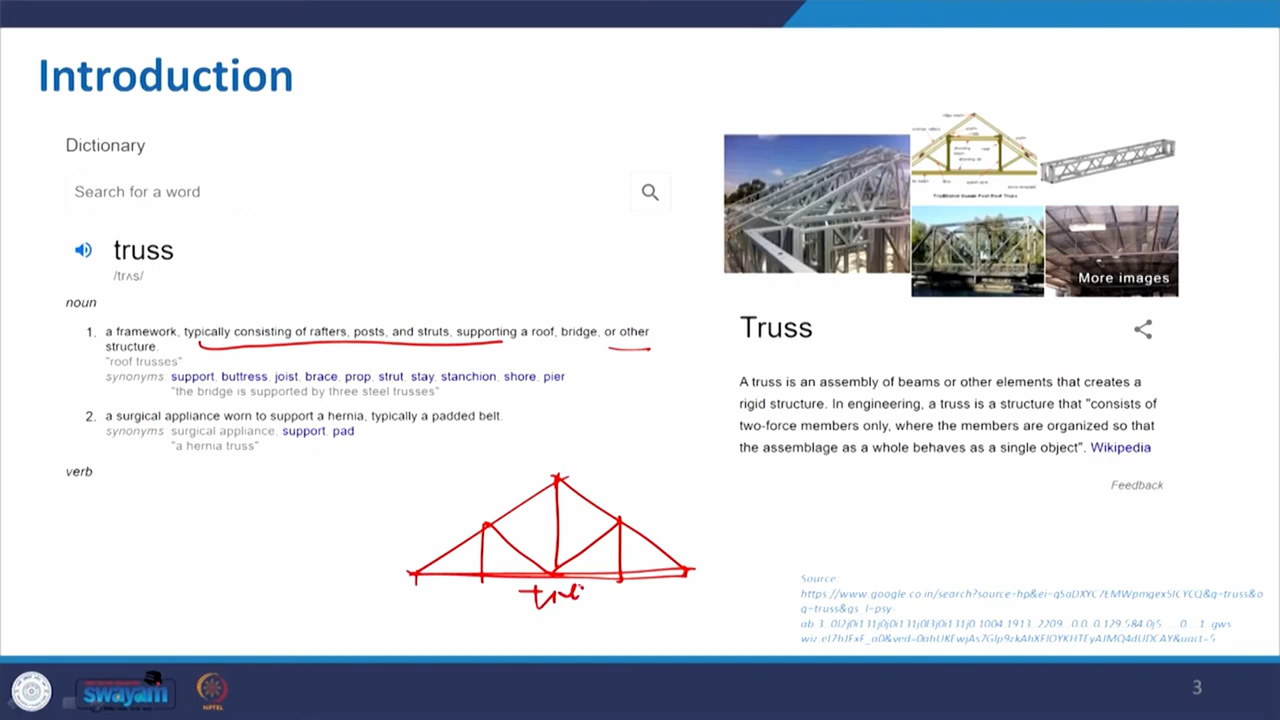 Introduction
Dictionary
Search for a word
truss
/trʌs/
noun
1. a framework, typically consisting of rafters, posts, and struts, supporting a roof, bridge, or other
structure.
"roof trusses"
synonyms support, buttress, joist, brace, prop, strut, stay, stanchion, shore, pier
"the bridge is supported by three steel trusses"
2. a surgical appliance worn to support a hernia, typically a padded belt.
synonyms surgical appliance, support, pad
"a hernia truss"
verb
More images
Truss
A truss is an assembly of beams or other elements that creates a
rigid structure. In engineering, a truss is a structure that "consists of
two-force members only, where the members are organized so that
the assemblage as a whole behaves as a single object". Wikipedia
Feedback
Source:
swayam
NPTEL
3